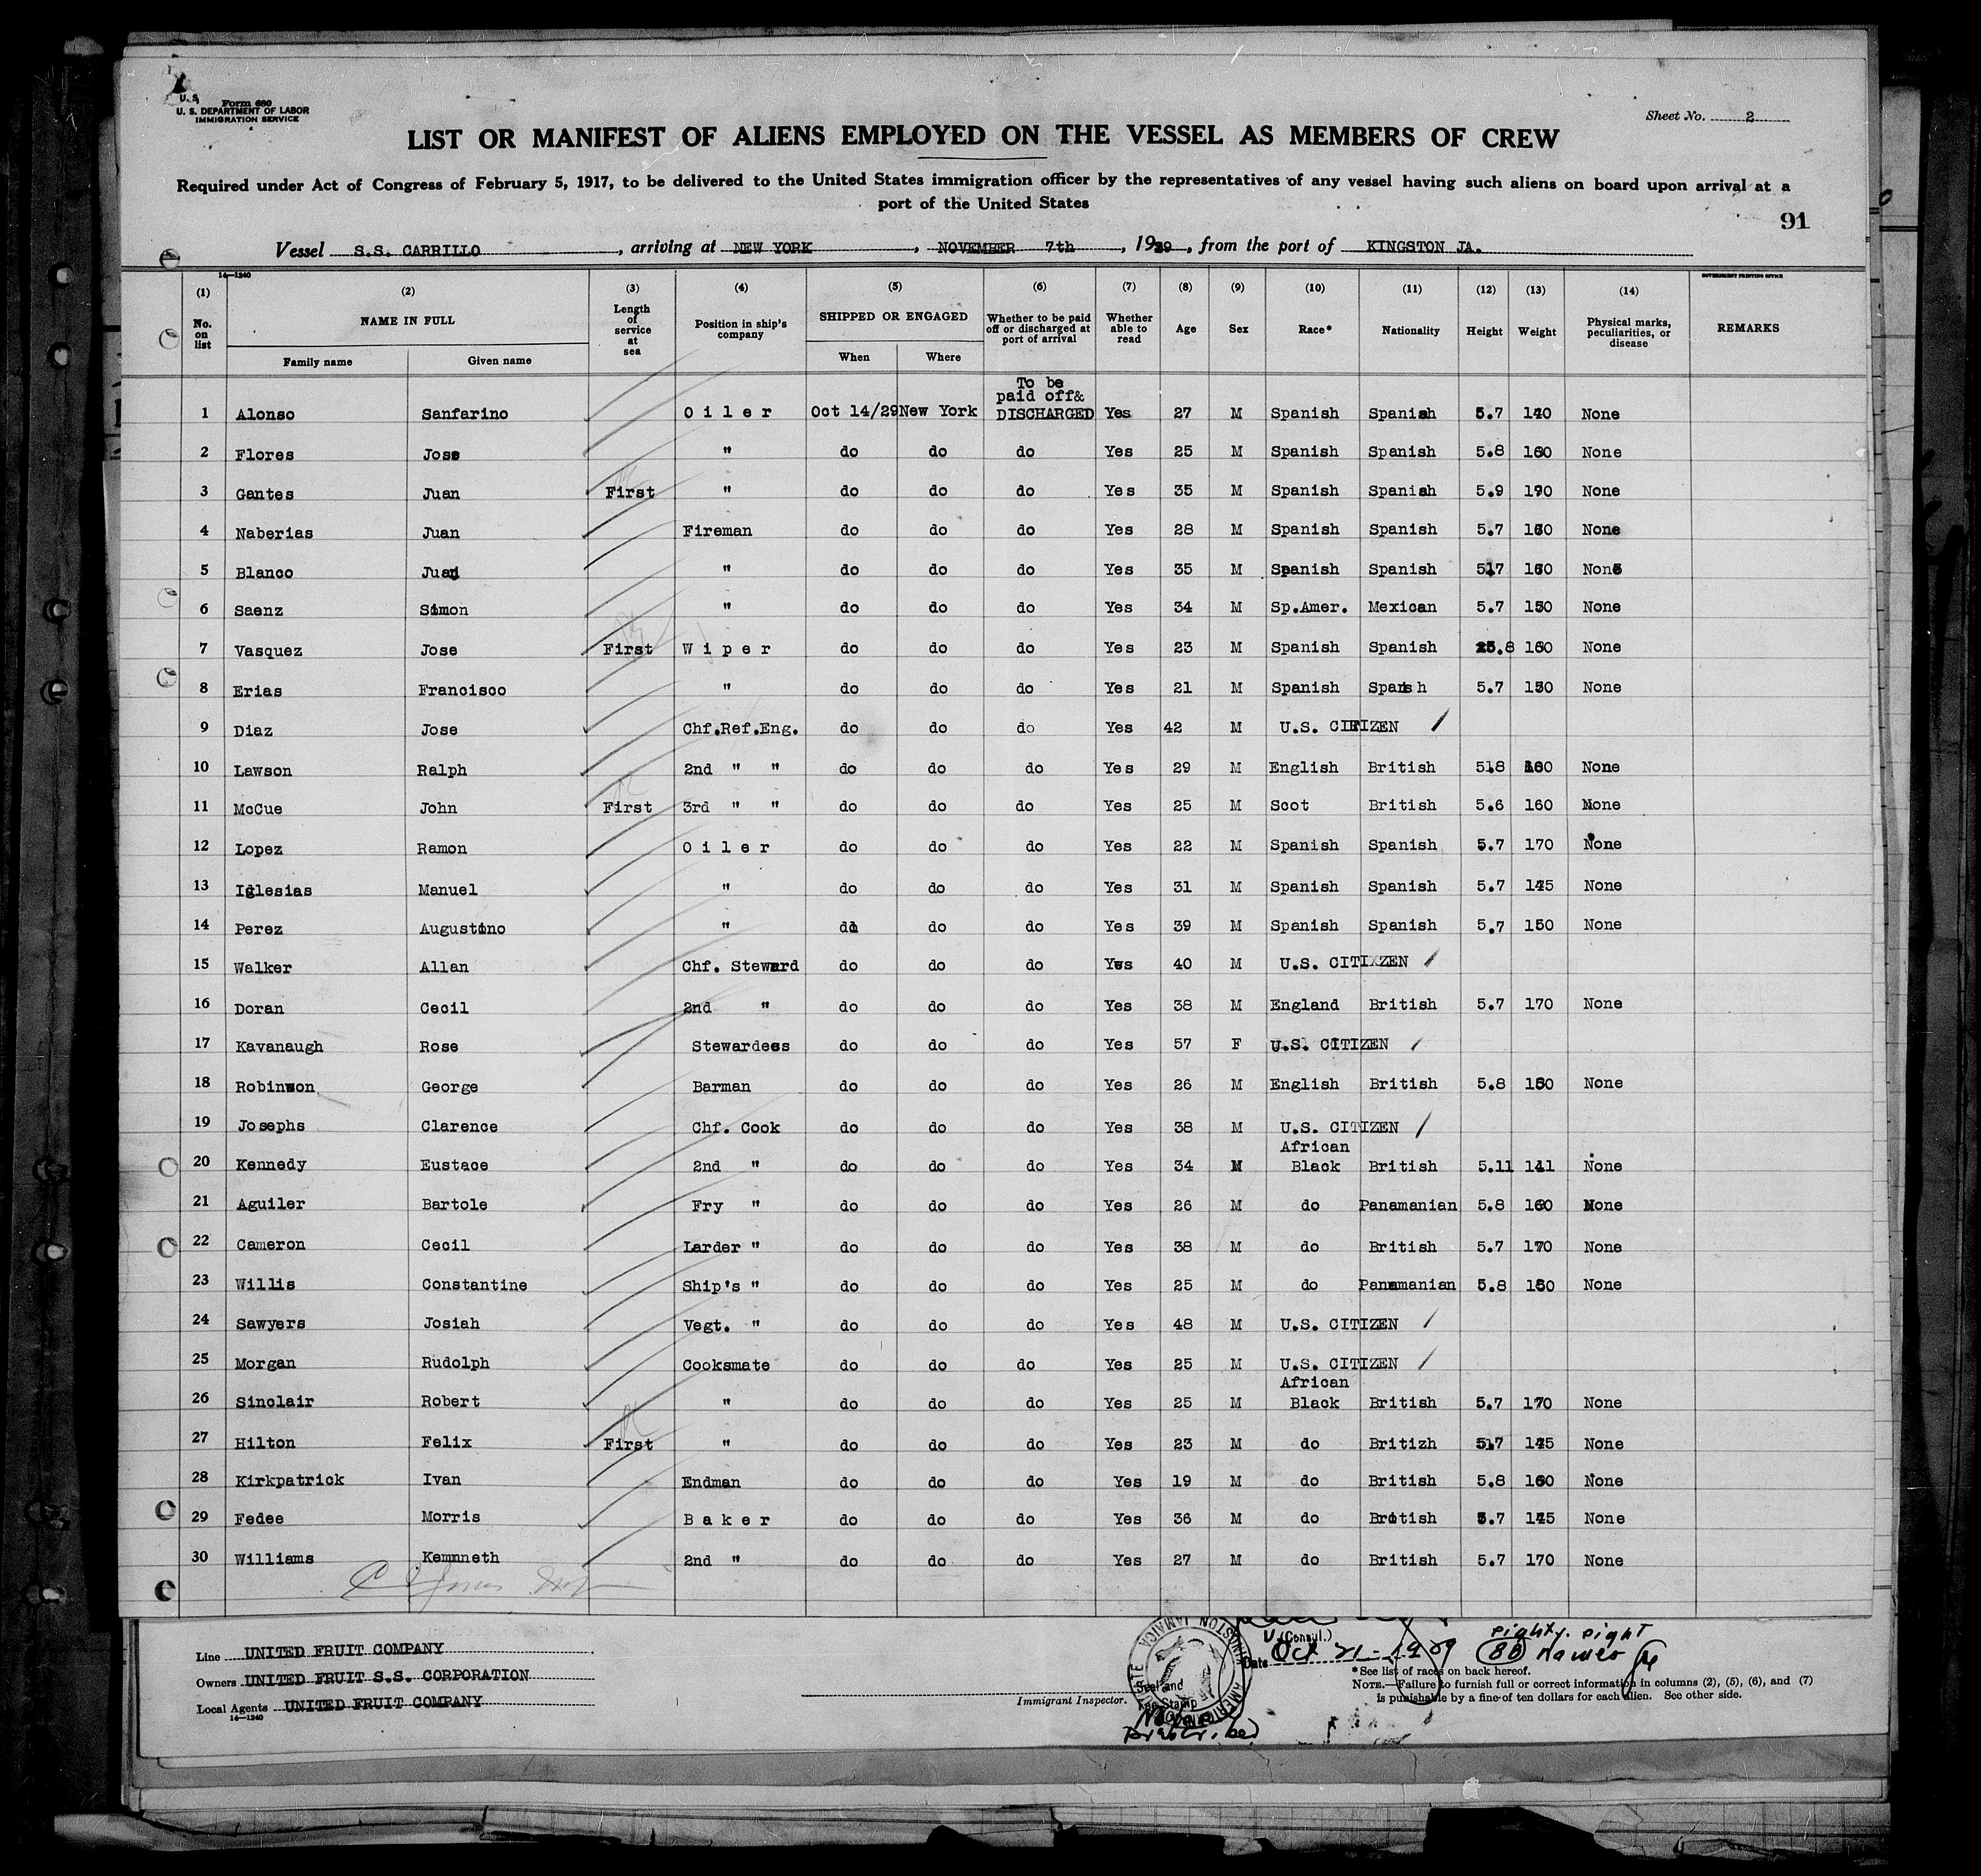 U. S.
Form 680
U. S. DEPARTMENT OF LABOR
IMMIGRATION SERVICE
Sheet No. 2
LIST OR MANIFEST OF ALIENS EMPLOYED ON THE VESSEL AS MEMBERS OF CREW
Required under Act of Congress of February 5, 1917, to be delivered to the United States immigration officer by the representatives of any vessel having such aliens on board upon arrival at a
port of the United States
91
Vessel S.S. CARRILLO, arriving at NEW YORK, NOVEMBER 7th, 1929, from the port of KINGSTON JA.
14—1240
GOVERNMENT PRINTING OFFICE
(1) (2) (3) (4) (5) (6) (7) (8) (9) (10) (11) (12) (13) (14)
No. on list NAME IN FULL Length of service at sea Position in ship's company SHIPPED OR ENGAGED Whether to be paid off or discharged at port of arrival Whether able to read Age Sex Race* Nationality Height Weight Physical marks, peculiarities, or disease REMARKS
Family name Given name When Where
To be
paid off&
1 Alonso Sanfarino Oiler Oct 14/29 New York DISCHARGED Yes 27 M Spanish Spanish 5.7 140 None
2 Flores Jose " do do do Yes 25 M Spanish Spanish 5.8 160 None
3 Gantes Juan First " do do do Yes 35 M Spanish Spanish 5.9 190 None
4 Naberias Juan Fireman do do do Yes 28 M Spanish Spanish 5.7 160 None
5 Blanco Juan " do do do Yes 35 M Spanish Spanish 5.7 160 None
6 Saenz Simon " do do do Yes 34 M Sp.Amer. Mexican 5.7 150 None
7 Vasquez Jose First Wiper do do do Yes 23 M Spanish Spanish 5.8 160 None
8 Erias Francisco " do do do Yes 21 M Spanish Spanish 5.7 150 None
9 Diaz Jose Chf.Ref.Eng. do do do Yes 42 M U.S. CITIZEN
10 Lawson Ralph 2nd " " do do do Yes 29 M English British 5.8 None
11 McCue John First 3rd " " do do do Yes 25 M Scot British 5.6 160 None
12 Lopez Ramon Oiler do do do Yes 22 M Spanish Spanish 5.7 170 None
13 Iglesias Manuel " do do do Yes 31 M Spanish Spanish 5.7 145 None
14 Perez Augustino " do do do Yes 39 M Spanish Spanish 5.7 150 None
15 Walker Allan Chf. Steward do do do Yes 40 M U.S. CITIXZEN
16 Doran Cecil 2nd " do do do Yes 38 M England British 5.7 170 None
17 Kavanaugh Rose Stewardess do do do Yes 57 F U.S. CITIZEN
18 Robinson George Barman do do do Yes 26 M English British 5.8 None
19 Josephs Clarence Chf. Cook do do do Yes 38 M U.S. CITIZEN
African
20 Kennedy Eustace 2nd " do do do Yes 34 M Black British 5.11 None
21 Aguiler Bartole Fry " do do do Yes 26 M do Panamanian 5.8 160 None
22 Cameron Cecil Larder " do do do Yes 38 M do British 5.7 170 None
23 Willis Constantine Ship's " do do do Yes 25 M do Panamanian 5.8 None
24 Sawyers Josiah Vegt. " do do do Yes 48 M U.S. CITIZEN
25 Morgan Rudolph Cooksmate do do do Yes 25 M U.S. CITIZEN
African
26 Sinclair Robert " do do do Yes 25 M Black British 5.7 170 None
27 Hilton Felix First " do do do Yes 23 M do Britizh 5.7 145 None
28 Kirkpatrick Ivan Endman do do do Yes 19 M do British 5.8 160 None
29 Fedee Morris Baker do do do Yes 36 M do British 5.7 145 None
30 Williams Kemnneth 2nd " do do do Yes 27 M do British 5.7 170 None
Line UNITED FRUIT COMPANY
Owners UNITED FRUIT S.S. CORPORATION
Local Agents UNITED FRUIT COMPANY
14—1240
Immigrant Inspector.
(Consul.)
Date Oct 21-1929
Seal and
Fee Stamp
No fee
prescribed
KINGSTON JAMAICA
AMERICAN
eighty-eight
88 names
*See list of races on back hereof.
NOTE.—Failure to furnish full or correct information in columns (2), (5), (6), and (7)
is punishable by a fine of ten dollars for each alien. See other side.